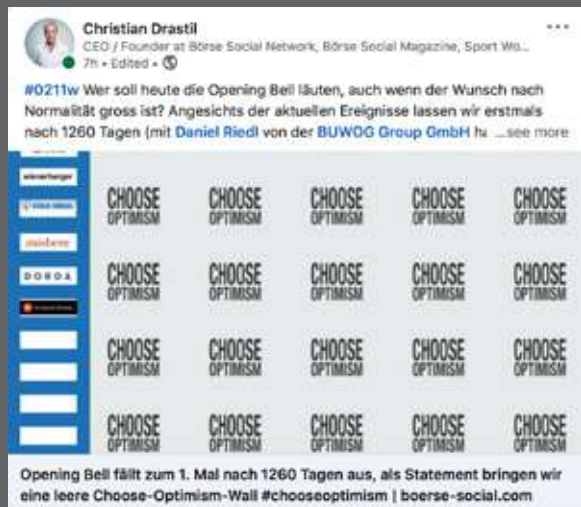 Christian Drastil
CEO / Founder at Börse Social Network, Börse Social Magazine, Sport Wo...
7h • Edited •
#0211w Wer soll heute die Opening Bell läuten, auch wenn der Wunsch nach
Normalität gross ist? Angesichts der aktuellen Ereignisse lassen wir erstmals
nach 1260 Tagen (mit Daniel Riedl von der BUWOG Group GmbH ha ...see more
wienerberger
DORDA
CHOOSE CHOOSE CHOOSE CHOOSE CHOOSE
OPTIMISM OPTIMISM OPTIMISM OPTIMISM OPTIMISM
CHOOSE CHOOSE CHOOSE CHOOSE CHOOSE
OPTIMISM OPTIMISM OPTIMISM OPTIMISM OPTIMISM
CHOOSE CHOOSE CHOOSE CHOOSE CHOOSE
OPTIMISM OPTIMISM OPTIMISM OPTIMISM OPTIMISM
CHOOSE CHOOSE CHOOSE CHOOSE CHOOSE
OPTIMISM OPTIMISM OPTIMISM OPTIMISM OPTIMISM
Opening Bell fällt zum 1. Mal nach 1260 Tagen aus, als Statement bringen wir
eine leere Choose-Optimism-Wall #chooseoptimism | boerse-social.com